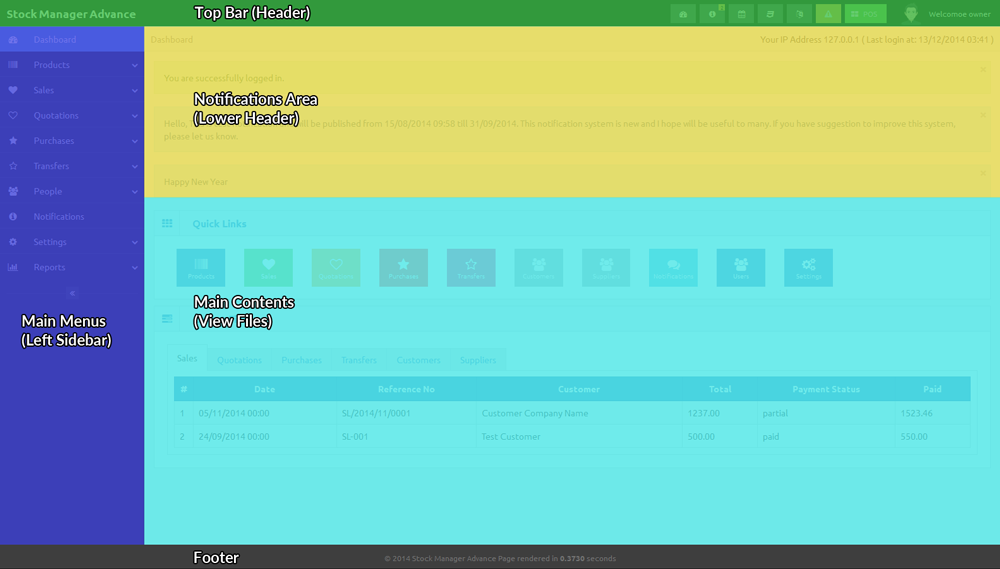 Stock Manager Advance
Top Bar (Header)
POS
Welcomoe owner
Dashboard
Products
Sales
Quotations
Purchases
Transfers
People
Notifications
Settings
Reports
Main Menus
(Left Sidebar)
Dashboard
Your IP Address 127.0.0.1 ( Last login at: 13/12/2014 03:41 )
You are successfully logged in.
Notifications Area
(Lower Header)
Hello, be published from 15/08/2014 09:58 till 31/09/2014. This notification system is new and I hope will be useful to many. If you have suggestion to improve this system,
please let us know.
Happy New Year
Quick Links
Products
Sales
Quotations
Purchases
Transfers
Customers
Suppliers
Notifications
Users
Settings
Main Contents
(View Files)
Sales Quotations Purchases Transfers Customers Suppliers
# Date Reference No Customer Total Payment Status Paid
1 05/11/2014 00:00 SL/2014/11/0001 Customer Company Name 1237.00 partial 1523.46
2 24/09/2014 00:00 SL-001 Test Customer 500.00 paid 550.00
Footer
© 2014 Stock Manager Advance Page rendered in 0.3730 seconds